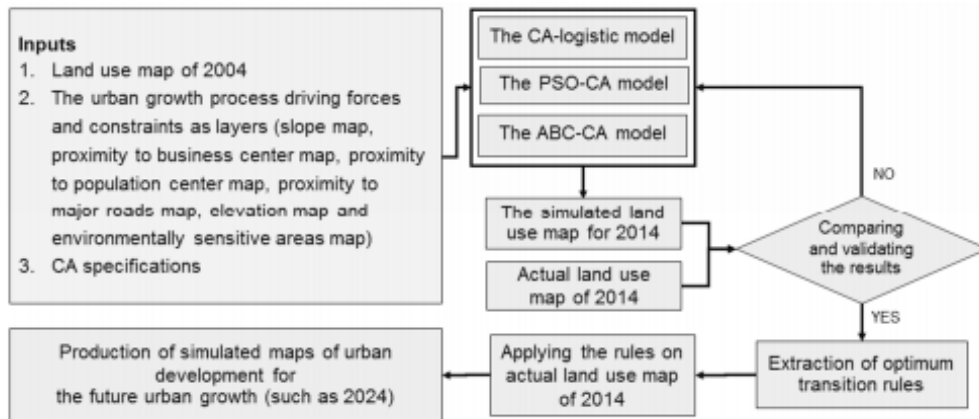 Inputs
1. Land use map of 2004
2. The urban growth process driving forces
and constraints as layers (slope map,
proximity to business center map, proximity
to population center map, proximity to
major roads map, elevation map and
environmentally sensitive areas map)
3. CA specifications
The CA-logistic model
The PSO-CA model
The ABC-CA model
The simulated land
use map for 2014
Actual land use
map of 2014
Comparing
and validating
the results
NO
YES
Extraction of optimum
transition rules
Applying the rules on
actual land use map
of 2014
Production of simulated maps of urban
development for
the future urban growth (such as 2024)